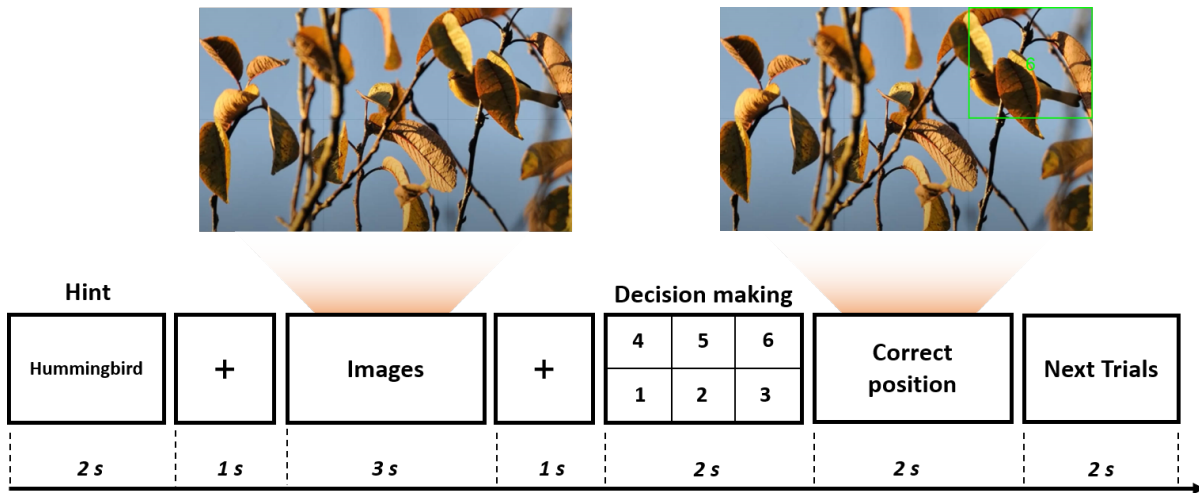 6
Hint
Decision making
Hummingbird
+
Images
+
4 5 6
1 2 3
Correct
position
Next Trials
2 s
1 s
3 s
1 s
2 s
2 s
2 s